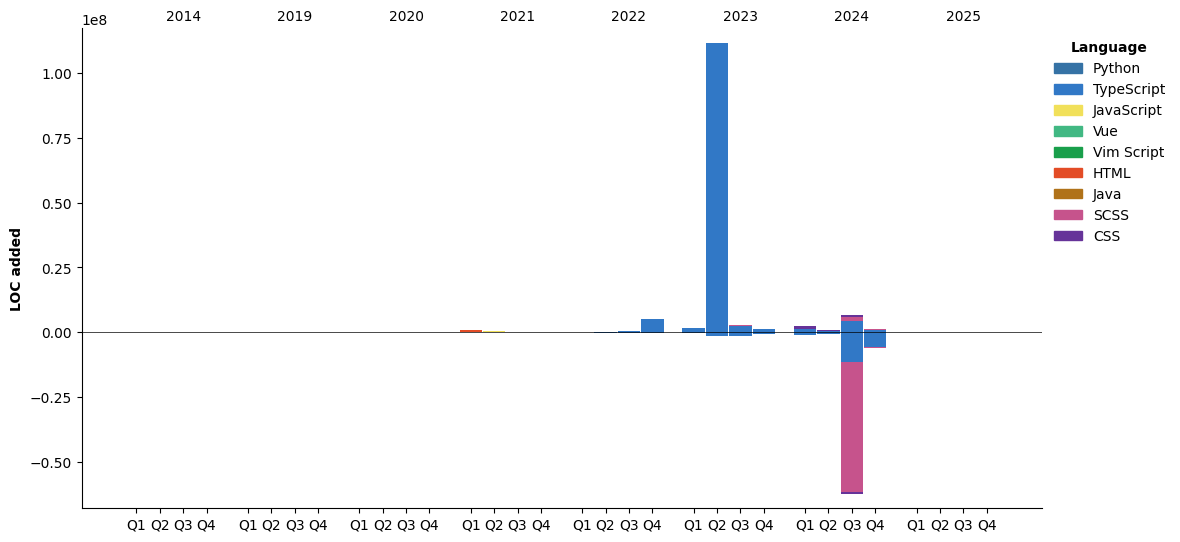 1e8
2014 2019 2020 2021 2022 2023 2024 2025
Language
Python
TypeScript
JavaScript
Vue
Vim Script
HTML
Java
SCSS
CSS
LOC added
1.00
0.75
0.50
0.25
0.00
−0.25
−0.50
Q1 Q2 Q3 Q4 Q1 Q2 Q3 Q4 Q1 Q2 Q3 Q4 Q1 Q2 Q3 Q4 Q1 Q2 Q3 Q4 Q1 Q2 Q3 Q4 Q1 Q2 Q3 Q4 Q1 Q2 Q3 Q4